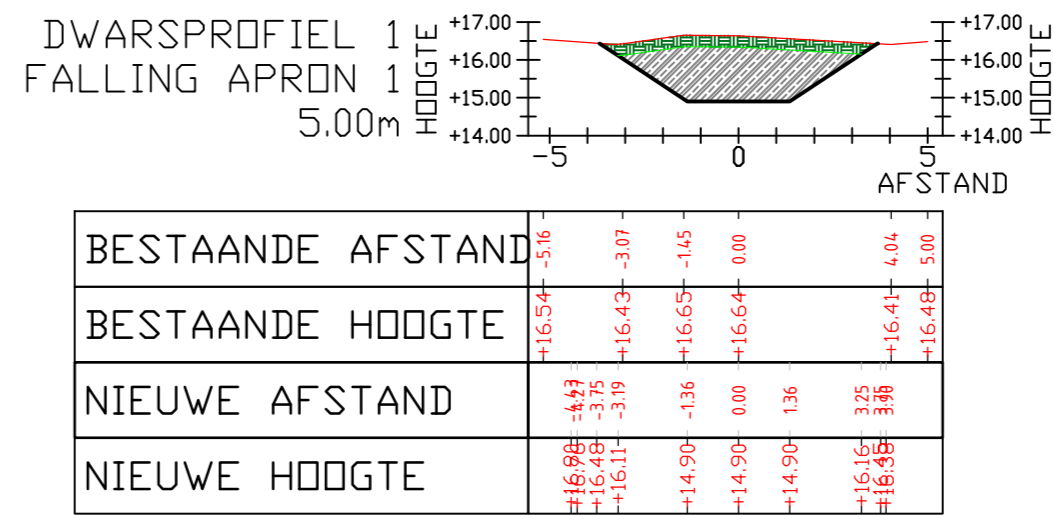 DWARSPROFIEL 1
FALLING APRON 1
5.00m
HOOGTE
+17.00
+16.00
+15.00
+14.00
-5 0 5
AFSTAND
+17.00
+16.00
+15.00
+14.00
HOOGTE
BESTAANDE AFSTAND -5.16 -3.07 -1.45 0.00 4.04 5.00
BESTAANDE HOOGTE +16.54 +16.43 +16.65 +16.64 +16.41 +16.48
NIEUWE AFSTAND -3.75 -3.19 -1.36 0.00 1.36 3.25
NIEUWE HOOGTE +16.48 +16.11 +14.90 +14.90 +14.90 +16.16